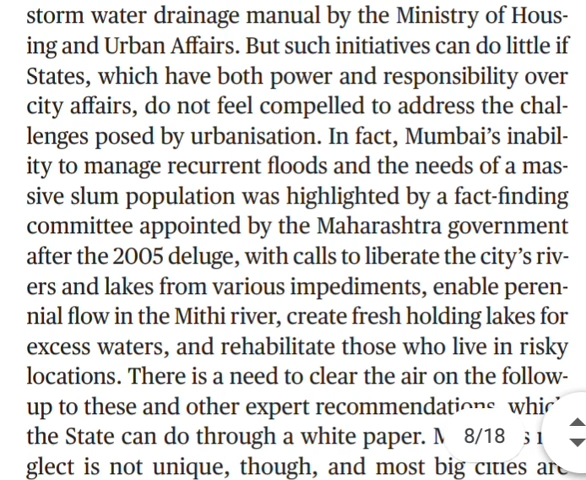 storm water drainage manual by the Ministry of Hous-
ing and Urban Affairs. But such initiatives can do little if
States, which have both power and responsibility over
city affairs, do not feel compelled to address the chal-
lenges posed by urbanisation. In fact, Mumbai’s inabil-
ity to manage recurrent floods and the needs of a mas-
sive slum population was highlighted by a fact-finding
committee appointed by the Maharashtra government
after the 2005 deluge, with calls to liberate the city’s riv-
ers and lakes from various impediments, enable peren-
nial flow in the Mithi river, create fresh holding lakes for
excess waters, and rehabilitate those who live in risky
locations. There is a need to clear the air on the follow-
up to these and other expert recommendations,
the State can do through a white paper. 8/18
glect is not unique, though, and most big cities are